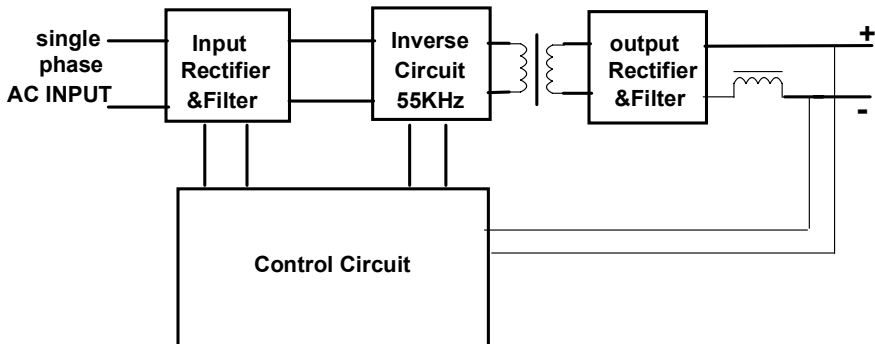 single
phase
AC INPUT
Input
Rectifier
&Filter
Inverse
Circuit
55KHz
output
Rectifier
&Filter
+
-
Control Circuit